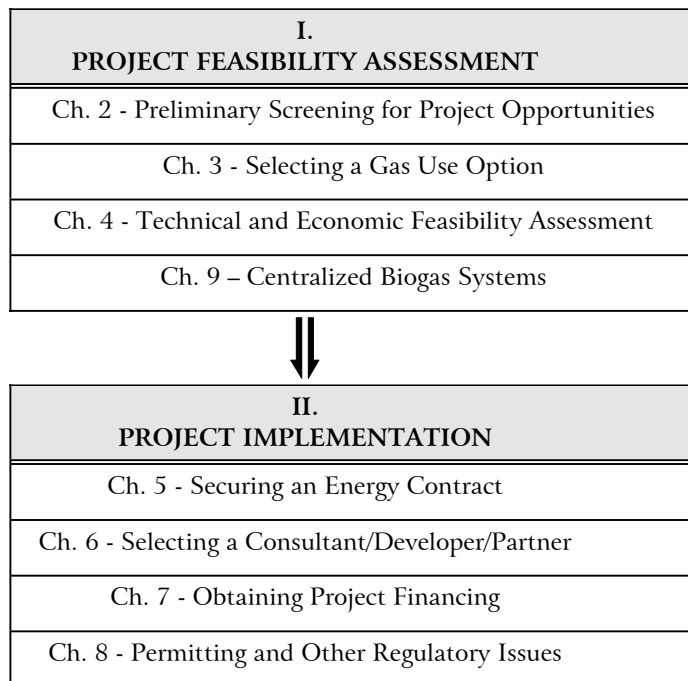 I.
PROJECT FEASIBILITY ASSESSMENT
Ch. 2 - Preliminary Screening for Project Opportunities
Ch. 3 - Selecting a Gas Use Option
Ch. 4 - Technical and Economic Feasibility Assessment
Ch. 9 – Centralized Biogas Systems
II.
PROJECT IMPLEMENTATION
Ch. 5 - Securing an Energy Contract
Ch. 6 - Selecting a Consultant/Developer/Partner
Ch. 7 - Obtaining Project Financing
Ch. 8 - Permitting and Other Regulatory Issues